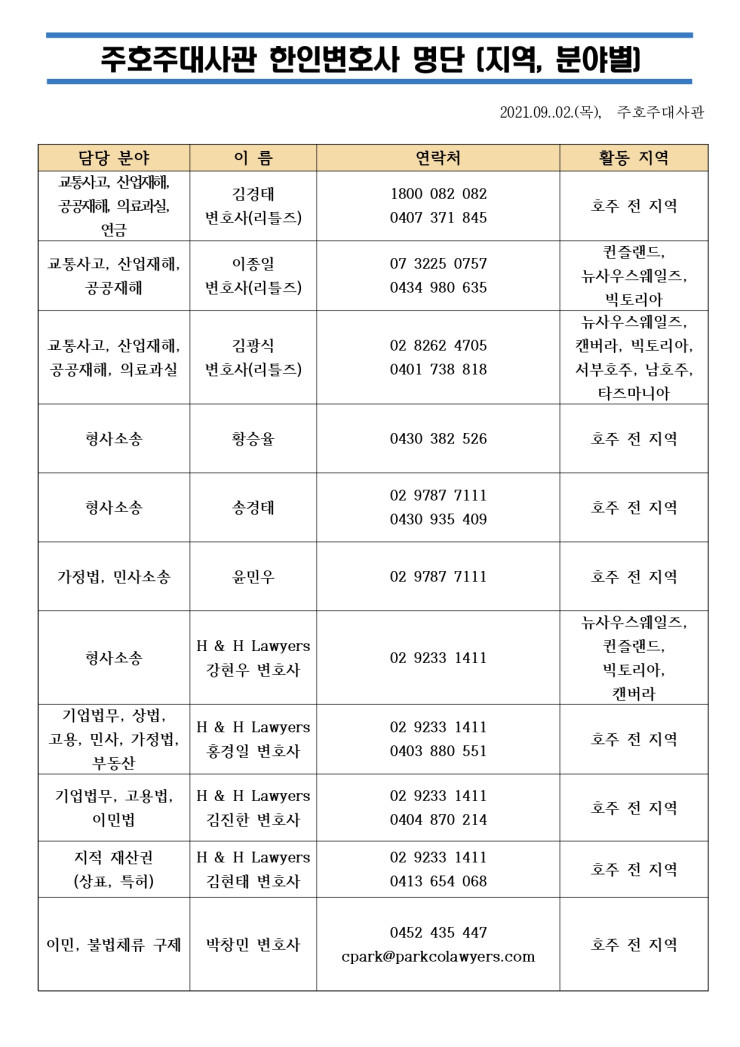 주호주대사관 한인변호사 명단 (지역, 분야별)
2021.09..02.(목), 주호주대사관
담당 분야 이 름 연락처 활동 지역
교통사고, 산업재해,
공공재해, 의료과실,
연금
김경태
변호사(리틀즈)
1800 082 082
0407 371 845
호주 전 지역
교통사고, 산업재해,
공공재해
이종일
변호사(리틀즈)
07 3225 0757
0434 980 635
퀸즐랜드,
뉴사우스웨일즈,
빅토리아
교통사고, 산업재해,
공공재해, 의료과실
김광식
변호사(리틀즈)
02 8262 4705
0401 738 818
뉴사우스웨일즈,
캔버라, 빅토리아,
서부호주, 남호주,
타즈마니아
형사소송
황승율
0430 382 526
호주 전 지역
형사소송
송경태
02 9787 7111
0430 935 409
호주 전 지역
가정법, 민사소송
윤민우
02 9787 7111
호주 전 지역
형사소송
H & H Lawyers
강현우 변호사
02 9233 1411
뉴사우스웨일즈,
퀸즐랜드,
빅토리아,
캔버라
기업법무, 상법,
고용, 민사, 가정법,
부동산
H & H Lawyers
홍경일 변호사
02 9233 1411
0403 880 551
호주 전 지역
기업법무, 고용법,
이민법
H & H Lawyers
김진한 변호사
02 9233 1411
0404 870 214
호주 전 지역
지적 재산권
(상표, 특허)
H & H Lawyers
김현태 변호사
02 9233 1411
0413 654 068
호주 전 지역
이민, 불법체류 구제
박창민 변호사
0452 435 447
cpark@parkcolawyers.com
호주 전 지역